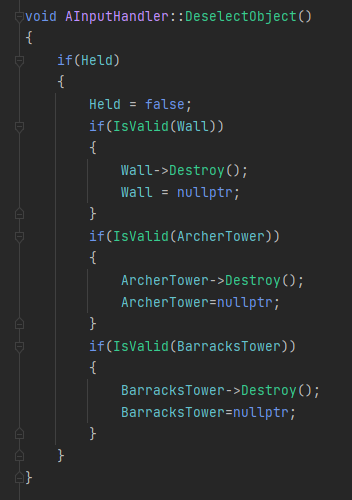 void AInputHandler::DeselectObject()
{
    if(Held)
    {
        Held = false;
        if(IsValid(Wall))
        {
            Wall->Destroy();
            Wall = nullptr;
        }
        if(IsValid(ArcherTower))
        {
            ArcherTower->Destroy();
            ArcherTower=nullptr;
        }
        if(IsValid(BarracksTower))
        {
            BarracksTower->Destroy();
            BarracksTower=nullptr;
        }
    }
}